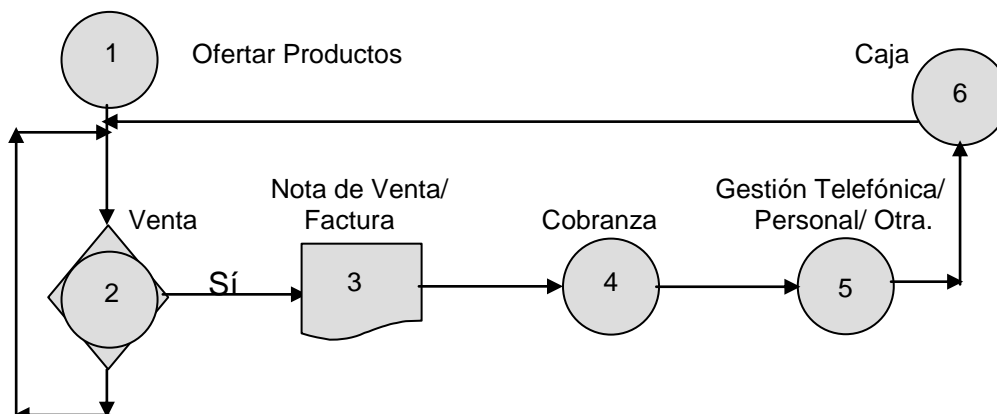 1
Ofertar Productos
Caja
6
Nota de Venta/
Factura
Gestión Telefónica/
Personal/ Otra.
Venta
Cobranza
2
Sí
3
4
5